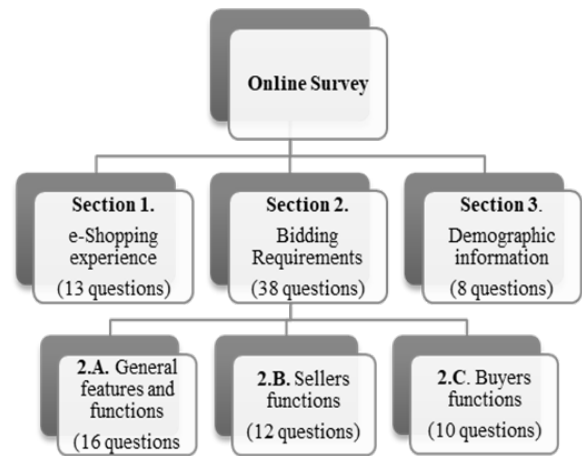 Online Survey
Section 1.
e-Shopping
experience
(13 questions)
Section 2.
Bidding
Requirements
(38 questions)
Section 3.
Demographic
information
(8 questions)
2.A. General
features and
functions
(16 questions
2.B. Sellers
functions
(12 questions)
2.C. Buyers
functions
(10 questions)